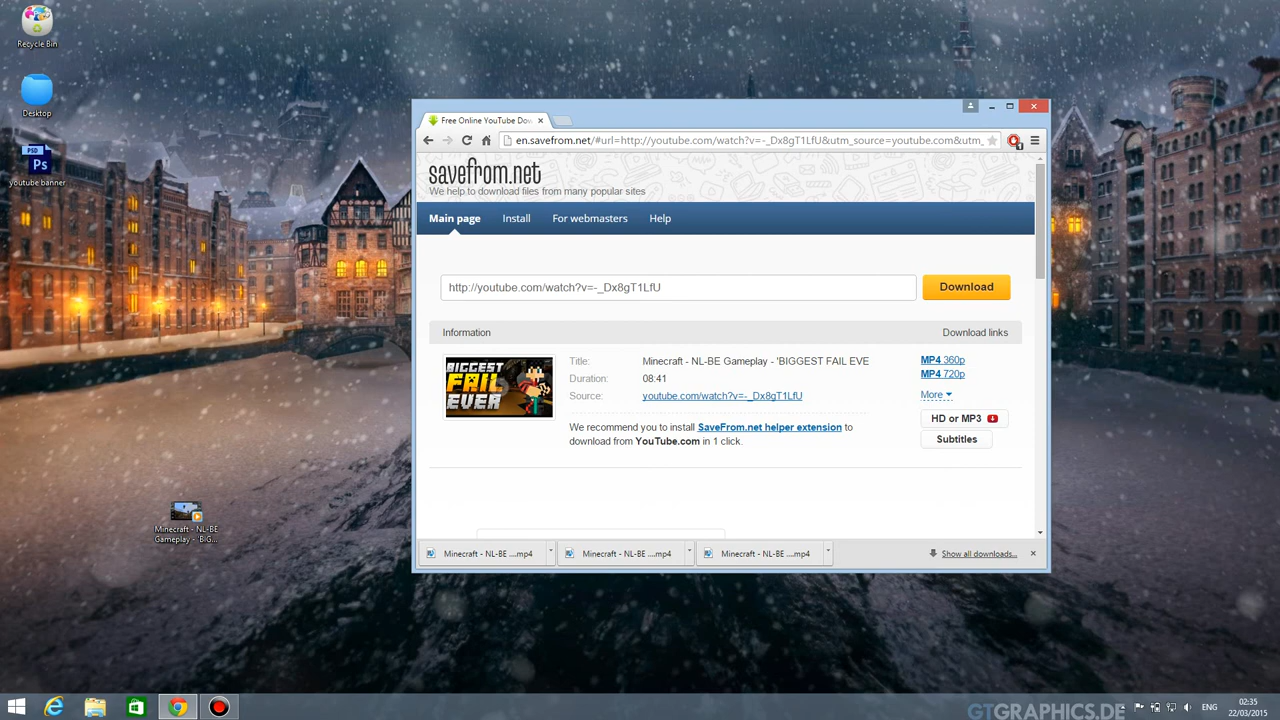 Recycle Bin
Desktop
PSD
Ps
youtube banner
Minecraft - NL-BE
Gameplay - 'BIG...
Free Online YouTube Dow
en.savefrom.net/#url=http://youtube.com/watch?v=-_Dx8gT1LfU&utm_source=youtube.com&utm_
savefrom.net
We help to download files from many popular sites
Main page Install For webmasters Help
http://youtube.com/watch?v=-_Dx8gT1LfU Download
Information Download links
BIGGEST
FAIL
EVER
Title: Minecraft - NL-BE Gameplay - 'BIGGEST FAIL EVE
Duration: 08:41
Source: youtube.com/watch?v=-_Dx8gT1LfU
We recommend you to install SaveFrom.net helper extension to
download from YouTube.com in 1 click.
MP4 360p
MP4 720p
More
HD or MP3
Subtitles
Minecraft - NL-BE ....mp4 Minecraft - NL-BE ....mp4 Minecraft - NL-BE ....mp4 Show all downloads...
GTGRAPHICS.DE
ENG
02:35
22/03/2015